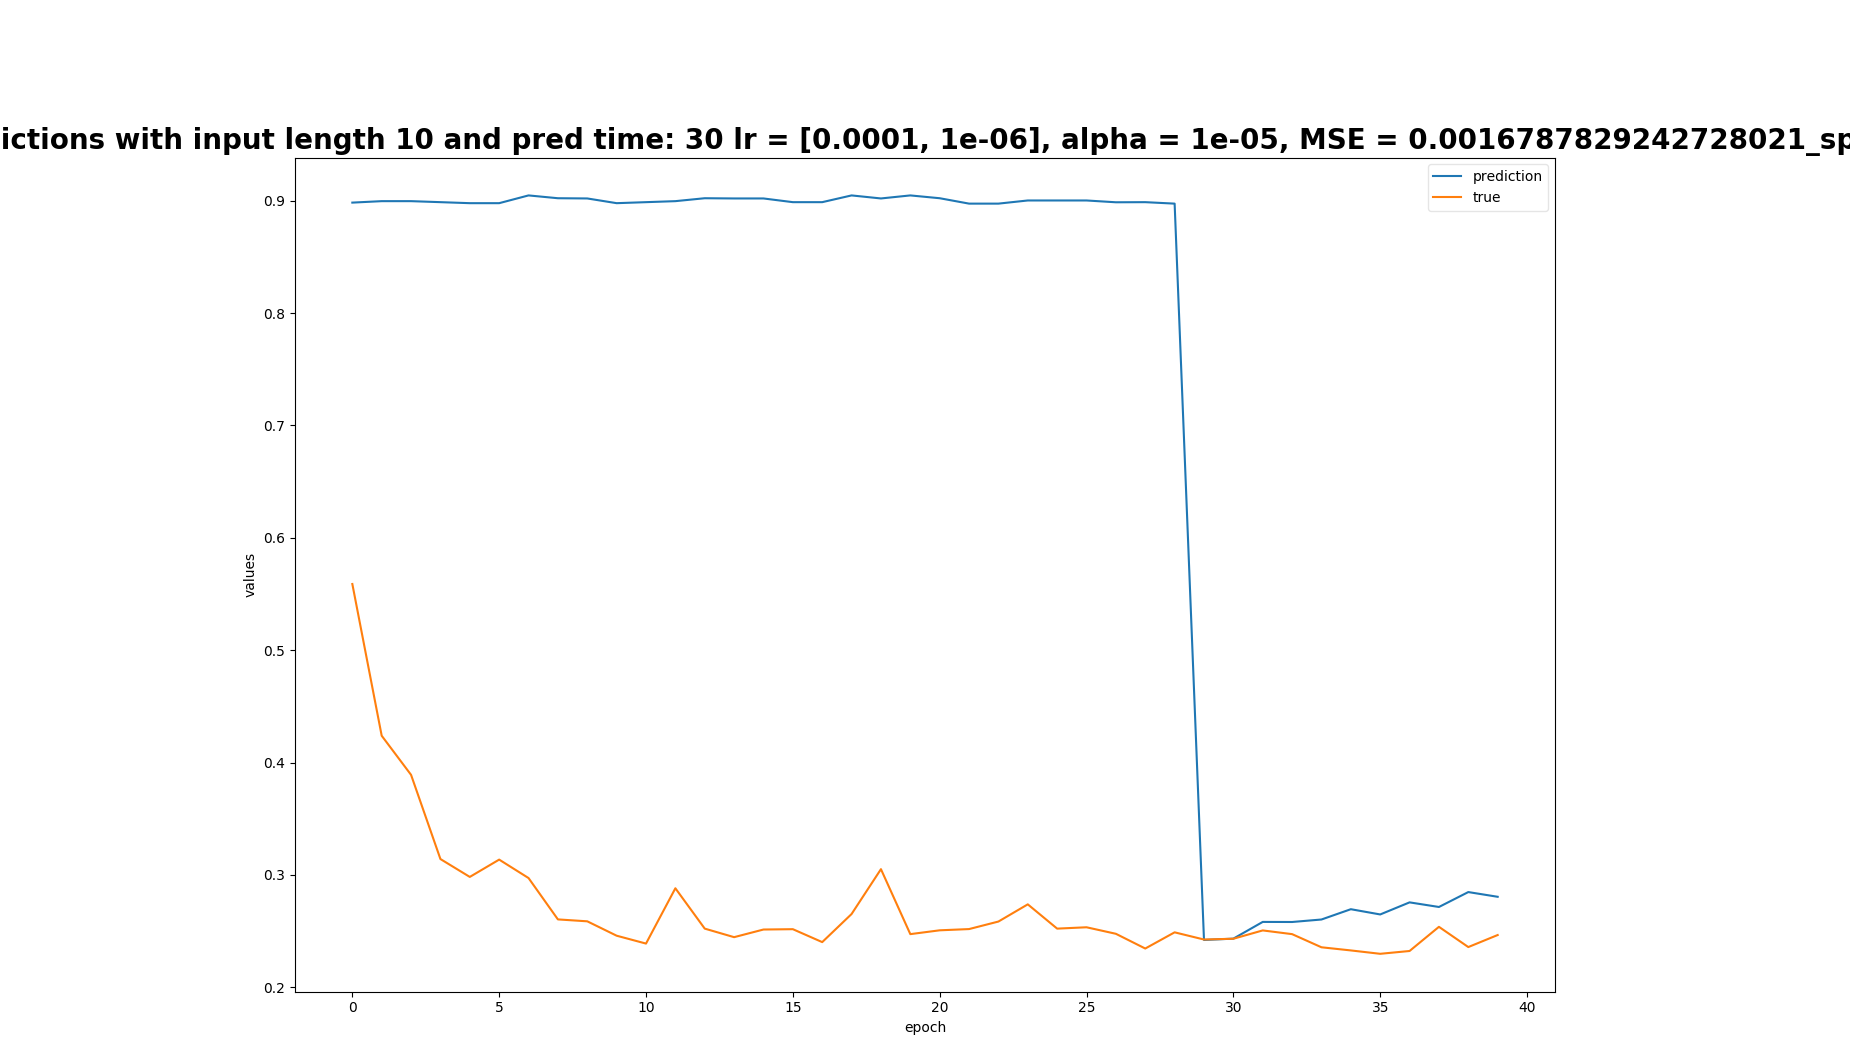 ictions with input length 10 and pred time: 30 lr = [0.0001, 1e-06], alpha = 1e-05, MSE = 0.0016787829242728021_sp
prediction
true
0.9
0.8
0.7
0.6
0.5
0.4
0.3
0.2
values
0 5 10 15 20 25 30 35 40
epoch